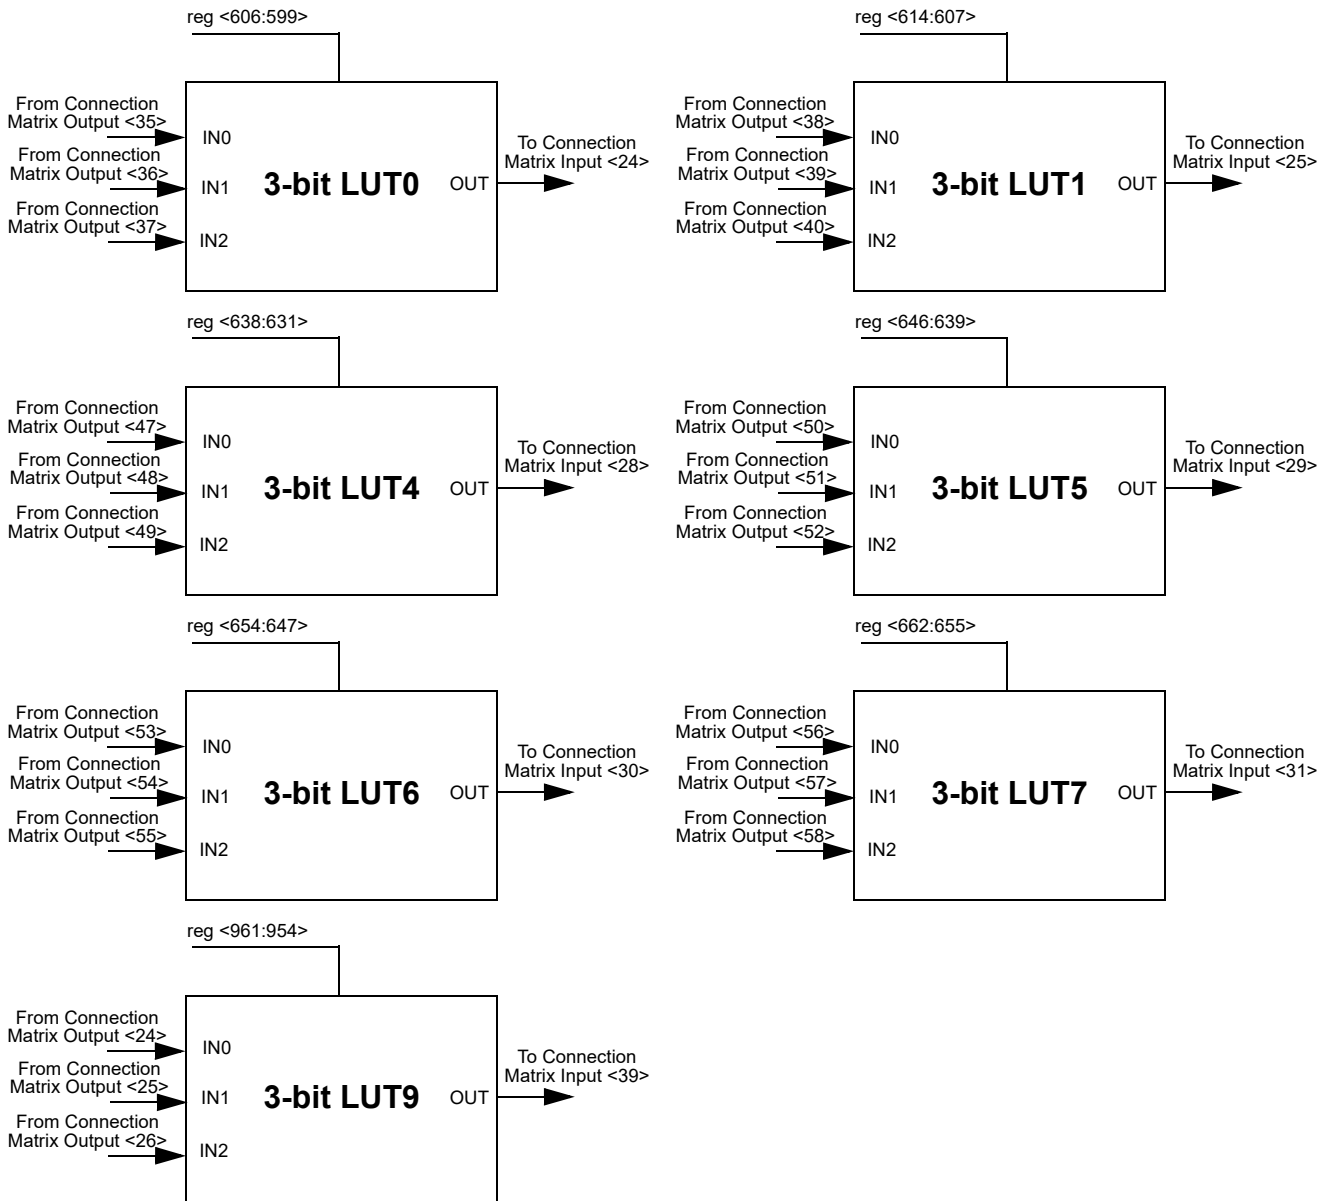 reg <606:599>
From Connection
Matrix Output <35>
From Connection
Matrix Output <36>
From Connection
Matrix Output <37>
IN0
IN1
IN2
3-bit LUT0
OUT
To Connection
Matrix Input <24>
reg <614:607>
From Connection
Matrix Output <38>
From Connection
Matrix Output <39>
From Connection
Matrix Output <40>
IN0
IN1
IN2
3-bit LUT1
OUT
To Connection
Matrix Input <25>
reg <638:631>
From Connection
Matrix Output <47>
From Connection
Matrix Output <48>
From Connection
Matrix Output <49>
IN0
IN1
IN2
3-bit LUT4
OUT
To Connection
Matrix Input <28>
reg <646:639>
From Connection
Matrix Output <50>
From Connection
Matrix Output <51>
From Connection
Matrix Output <52>
IN0
IN1
IN2
3-bit LUT5
OUT
To Connection
Matrix Input <29>
reg <654:647>
From Connection
Matrix Output <53>
From Connection
Matrix Output <54>
From Connection
Matrix Output <55>
IN0
IN1
IN2
3-bit LUT6
OUT
To Connection
Matrix Input <30>
reg <662:655>
From Connection
Matrix Output <56>
From Connection
Matrix Output <57>
From Connection
Matrix Output <58>
IN0
IN1
IN2
3-bit LUT7
OUT
To Connection
Matrix Input <31>
reg <961:954>
From Connection
Matrix Output <24>
From Connection
Matrix Output <25>
From Connection
Matrix Output <26>
IN0
IN1
IN2
3-bit LUT9
OUT
To Connection
Matrix Input <39>